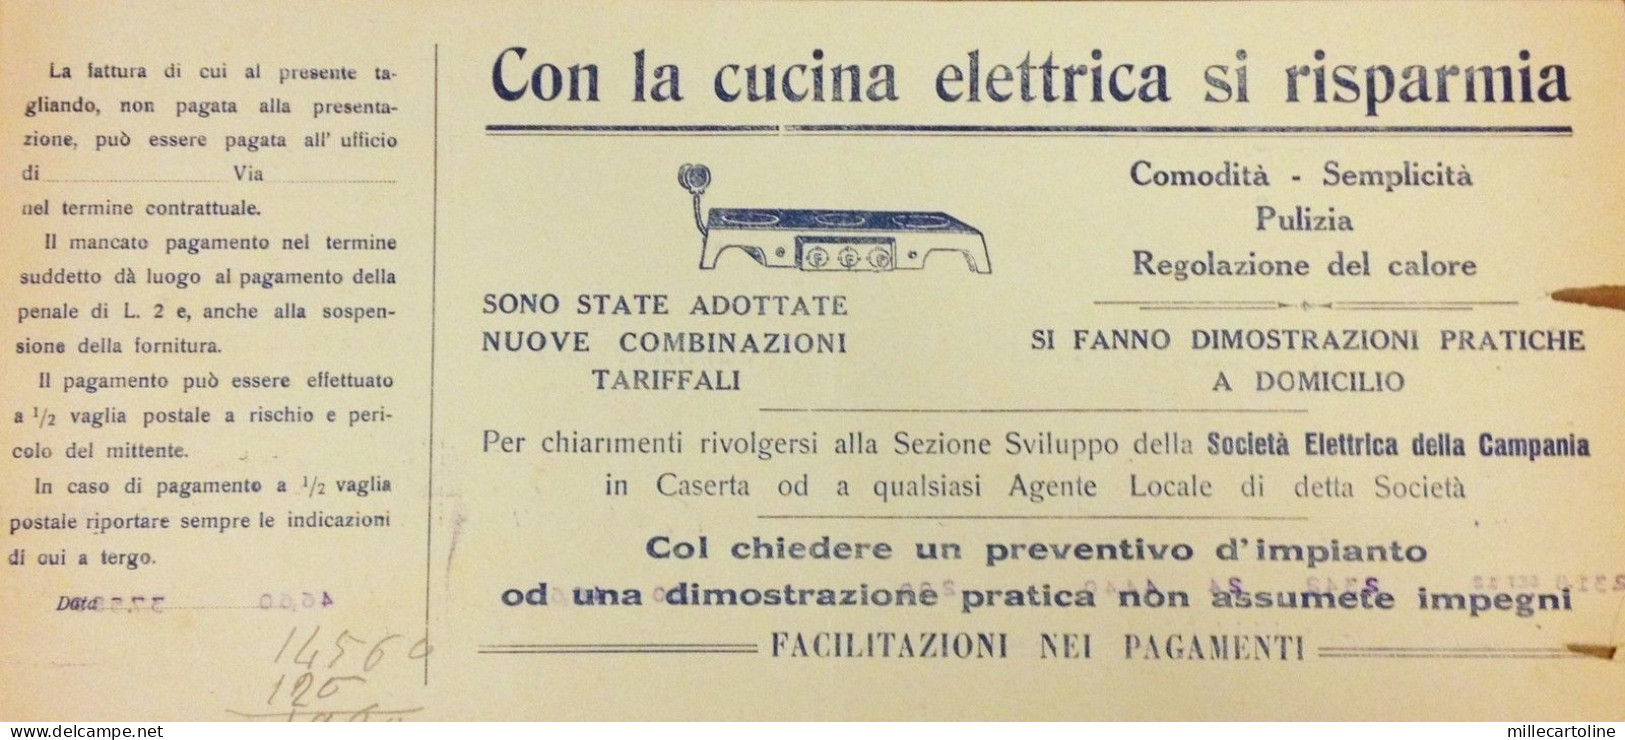 La fattura di cui al presente ta-
gliando, non pagata alla presenta-
zione, può essere pagata all' ufficio
di Via
nel termine contrattuale.
Il mancato pagamento nel termine
suddetto dà luogo al pagamento della
penale di L. 2 e, anche alla sospen-
sione della fornitura.
Il pagamento può essere effettuato
a 1/2 vaglia postale a rischio e peri-
colo del mittente.
In caso di pagamento a 1/2 vaglia
postale riportare sempre le indicazioni
di cui a tergo.
Data
120
Con la cucina elettrica si risparmia
SONO STATE ADOTTATE
NUOVE COMBINAZIONI
TARIFFALI
Comodità - Semplicità
Pulizia
Regolazione del calore
SI FANNO DIMOSTRAZIONI PRATICHE
A DOMICILIO
Per chiarimenti rivolgersi alla Sezione Sviluppo della Società Elettrica della Campania
in Caserta od a qualsiasi Agente Locale di detta Società
Col chiedere un preventivo d'impianto
od una dimostrazione pratica non assumete impegni
FACILITAZIONI NEI PAGAMENTI
https://www.delcampe.net
millecartoline